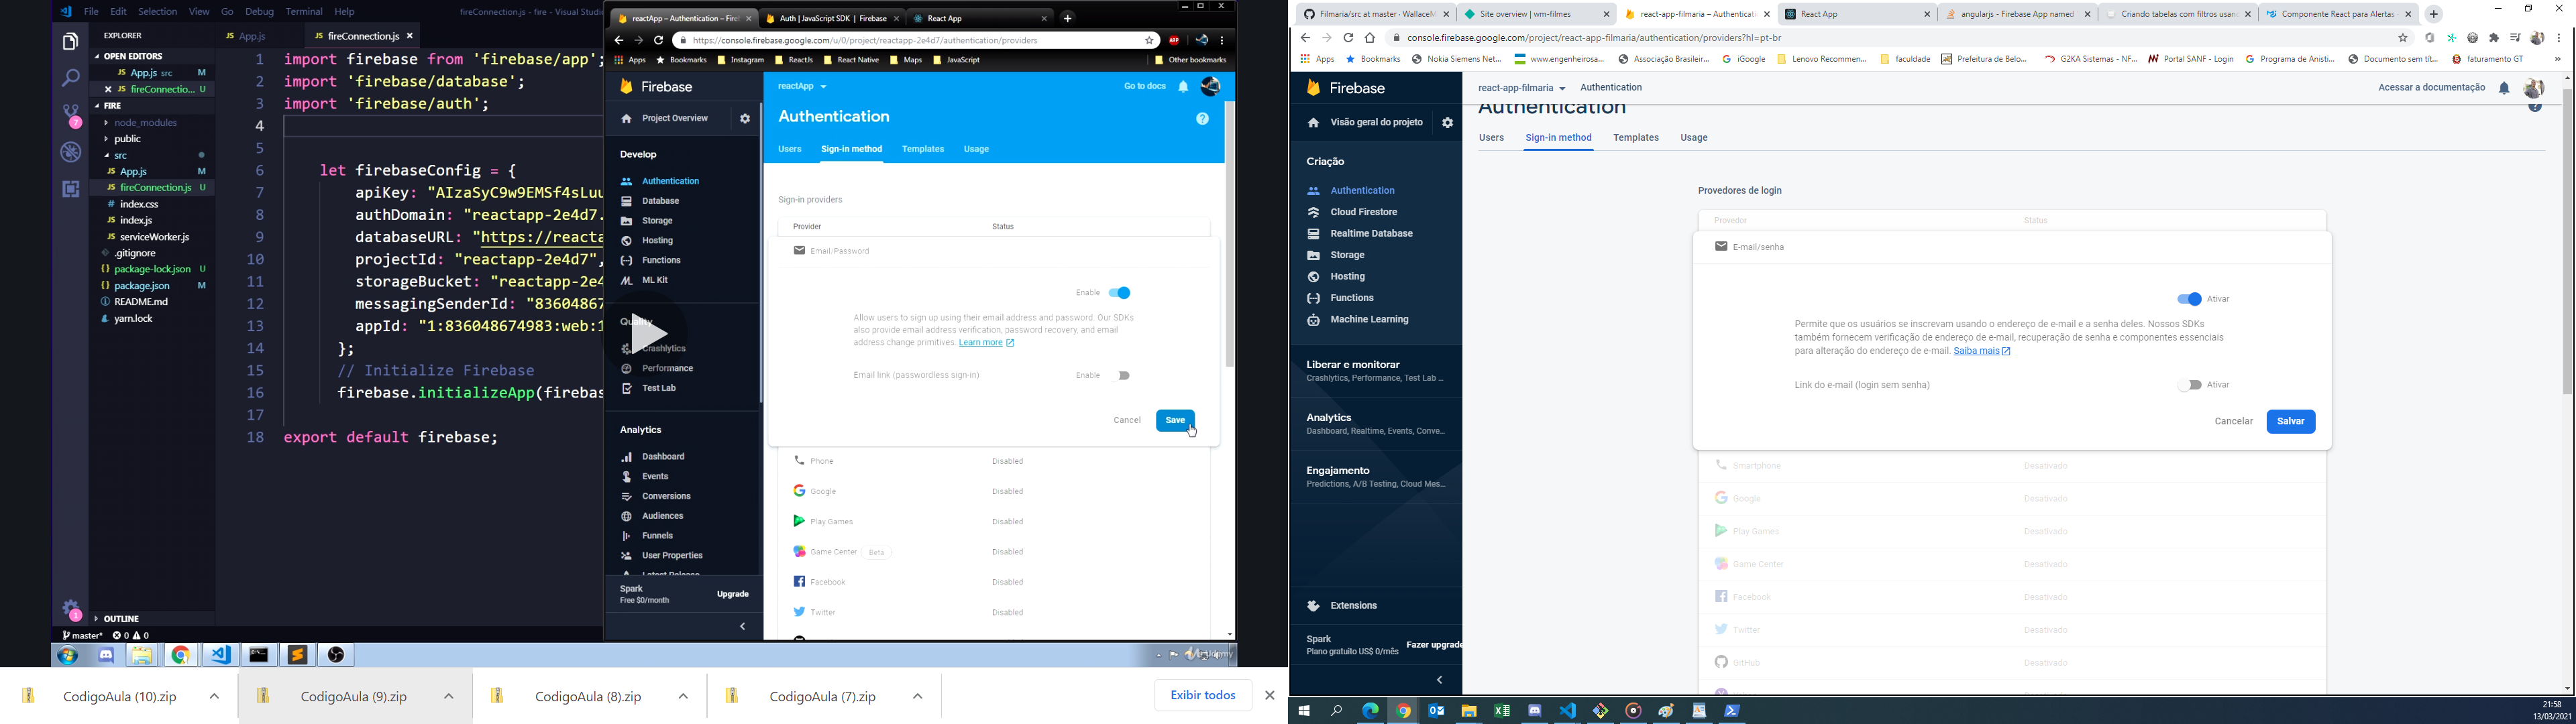 File Edit Selection View Go Debug Terminal Help
fireConnection.js - fire - Visual Studi
EXPLORER
OPEN EDITORS
JS App.js src M
× JS fireConnectio... U
FIRE
node_modules
public
src
JS App.js M
JS fireConnection.js U
# index.css
JS index.js
JS serviceWorker.js
.gitignore
{} package-lock.json U
{} package.json M
README.md
yarn.lock
OUTLINE
master* 0 0
7
1
JS App.js
JS fireConnection.js ×
1 import firebase from 'firebase/app';
2 import 'firebase/database';
3 import 'firebase/auth';
4
5
6 let firebaseConfig = {
7 apiKey: "AIzaSyC9w9EMSf4sLuu
8 authDomain: "reactapp-2e4d7.
9 databaseURL: "https://reacta
10 projectId: "reactapp-2e4d7",
11 storageBucket: "reactapp-2e4
12 messagingSenderId: "83604867
13 appId: "1:836048674983:web:1
14 };
15 // Initialize Firebase
16 firebase.initializeApp(firebas
17
18 export default firebase;
reactApp – Authentication – Fire
Auth | JavaScript SDK | Firebase
React App
https://console.firebase.google.com/u/0/project/reactapp-2e4d7/authentication/providers
Apps Bookmarks Instagram ReactJs React Native Maps JavaScript Other bookmarks
Firebase
Project Overview
Develop
Authentication
Database
Storage
Hosting
Functions
ML Kit
Quality
Crashlytics
Performance
Test Lab
Analytics
Dashboard
Events
Conversions
Audiences
Funnels
User Properties
Latest Release
Spark
Free $0/month
Upgrade
reactApp
Go to docs
Authentication
Users Sign-in method Templates Usage
Sign-in providers
Provider Status
Email/Password
Enable
Allow users to sign up using their email address and password. Our SDKs
also provide email address verification, password recovery, and email
address change primitives. Learn more
Email link (passwordless sign-in) Enable
Cancel Save
Phone Disabled
Google Disabled
Play Games Disabled
Game Center Beta Disabled
Facebook Disabled
Twitter Disabled
CodigoAula (10).zip
CodigoAula (9).zip
CodigoAula (8).zip
CodigoAula (7).zip
Exibir todos
Filmaria/src at master · WallaceM
Site overview | wm-filmes
react-app-filmaria – Authenticati
React App
angularjs - Firebase App named
Criando tabelas com filtros usan
Componente React para Alertas
console.firebase.google.com/project/react-app-filmaria/authentication/providers?hl=pt-br
Apps Bookmarks Nokia Siemens Net... www.engenheirosa... Associação Brasileir... iGoogle Lenovo Recommen... faculdade Prefeitura de Belo... G2KA Sistemas - NF... Portal SANF - Login Programa de Anisti... Documento sem tít... faturamento GT
Firebase
Visão geral do projeto
Criação
Authentication
Cloud Firestore
Realtime Database
Storage
Hosting
Functions
Machine Learning
Liberar e monitorar
Crashlytics, Performance, Test Lab ...
Analytics
Dashboard, Realtime, Events, Conve...
Engajamento
Predictions, A/B Testing, Cloud Mes...
Extensions
Spark
Plano gratuito US$ 0/mês
Fazer upgrade
react-app-filmaria Authentication
Acessar a documentação
Authentication
Users Sign-in method Templates Usage
Provedores de login
Provedor Status
E-mail/senha
Ativar
Permite que os usuários se inscrevam usando o endereço de e-mail e a senha deles. Nossos SDKs
também fornecem verificação de endereço de e-mail, recuperação de senha e componentes essenciais
para alteração do endereço de e-mail. Saiba mais
Link do e-mail (login sem senha) Ativar
Cancelar Salvar
Smartphone Desativado
Google Desativado
Play Games Desativado
Game Center Desativado
Facebook Desativado
Twitter Desativado
GitHub Desativado
21:58
13/03/2021